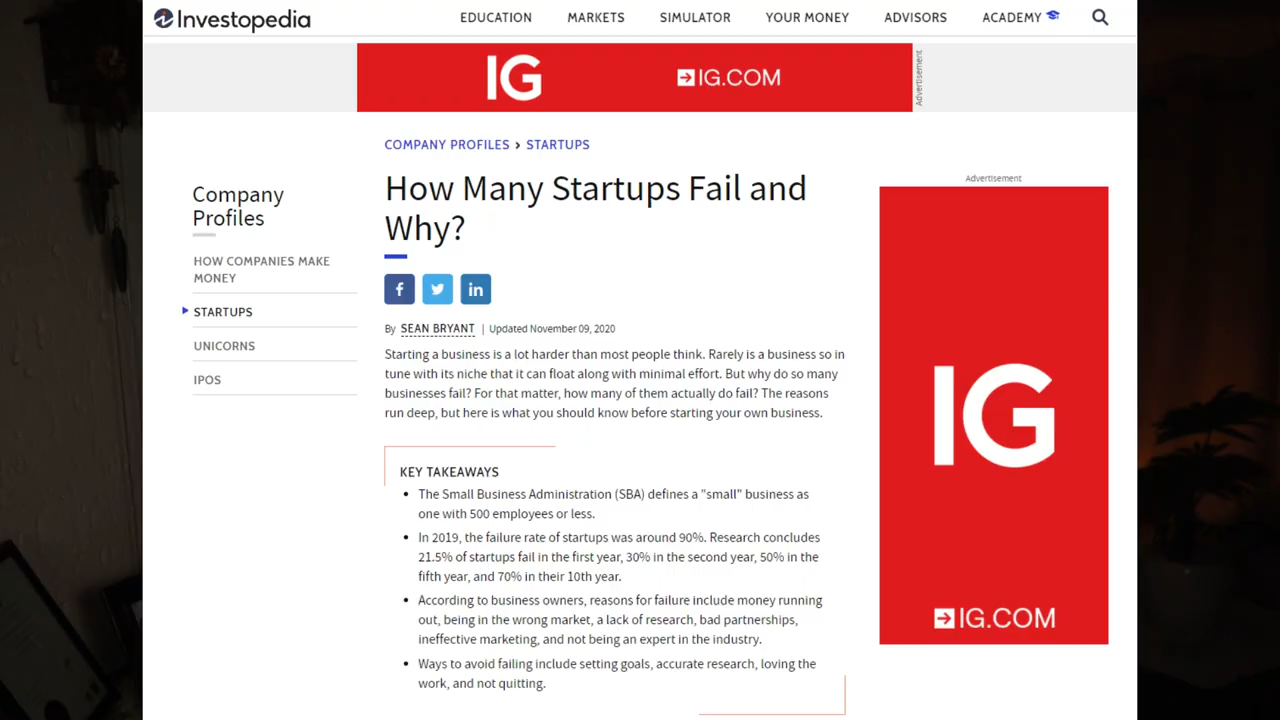 Investopedia
EDUCATION MARKETS SIMULATOR YOUR MONEY ADVISORS ACADEMY
IG IG.COM
Advertisement
COMPANY PROFILES › STARTUPS
Company
Profiles
HOW COMPANIES MAKE
MONEY
STARTUPS
UNICORNS
IPOS
How Many Startups Fail and
Why?
f in
By SEAN BRYANT | Updated November 09, 2020
Starting a business is a lot harder than most people think. Rarely is a business so in
tune with its niche that it can float along with minimal effort. But why do so many
businesses fail? For that matter, how many of them actually do fail? The reasons
run deep, but here is what you should know before starting your own business.
KEY TAKEAWAYS
• The Small Business Administration (SBA) defines a "small" business as
one with 500 employees or less.
• In 2019, the failure rate of startups was around 90%. Research concludes
21.5% of startups fail in the first year, 30% in the second year, 50% in the
fifth year, and 70% in their 10th year.
• According to business owners, reasons for failure include money running
out, being in the wrong market, a lack of research, bad partnerships,
ineffective marketing, and not being an expert in the industry.
• Ways to avoid failing include setting goals, accurate research, loving the
work, and not quitting.
Advertisement
IG
IG.COM